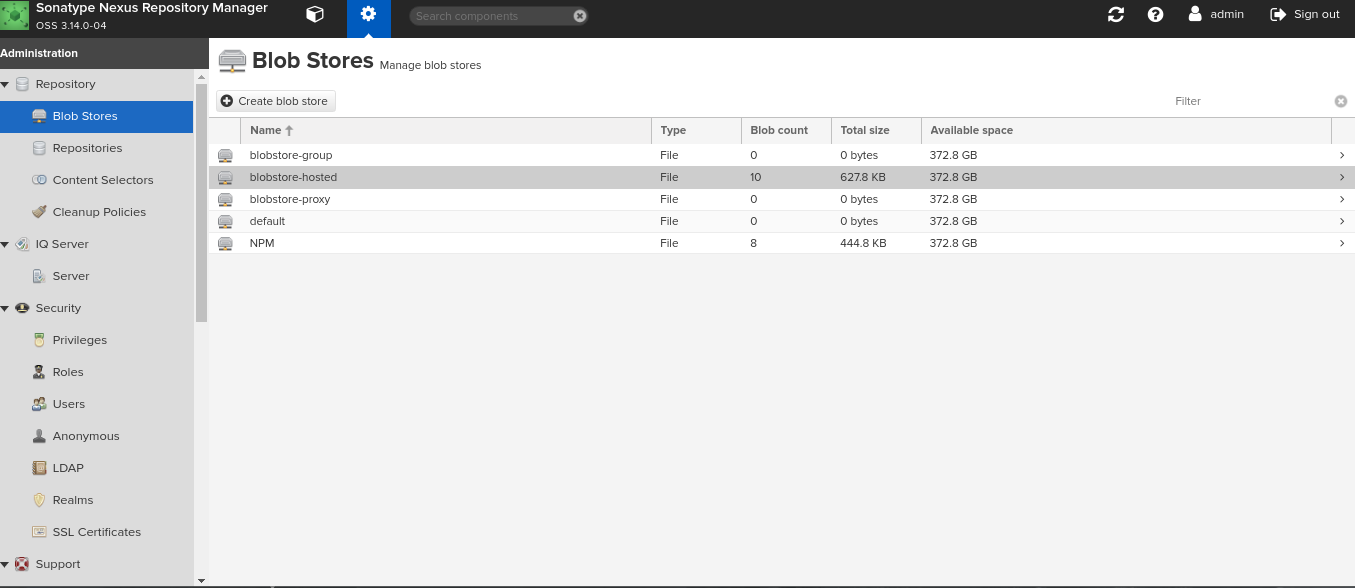 Sonatype Nexus Repository Manager
OSS 3.14.0-04
Search components
admin
Sign out
Administration
Repository
Blob Stores
Repositories
Content Selectors
Cleanup Policies
IQ Server
Server
Security
Privileges
Roles
Users
Anonymous
LDAP
Realms
SSL Certificates
Support
Blob Stores Manage blob stores
Create blob store
Filter
Name Type Blob count Total size Available space
blobstore-group File 0 0 bytes 372.8 GB
blobstore-hosted File 10 627.8 KB 372.8 GB
blobstore-proxy File 0 0 bytes 372.8 GB
default File 0 0 bytes 372.8 GB
NPM File 8 444.8 KB 372.8 GB